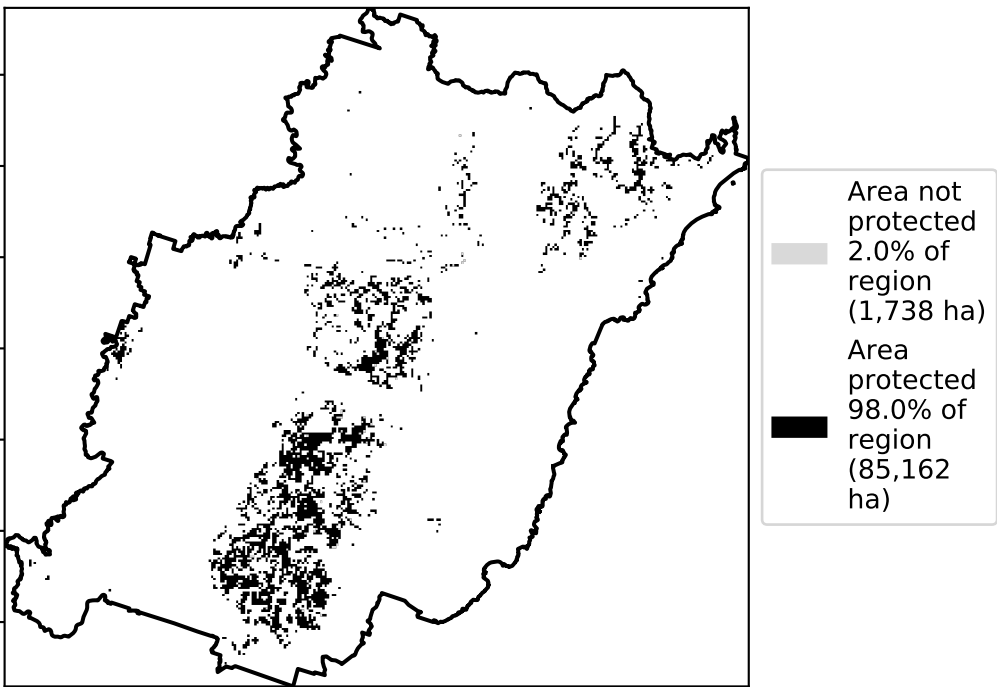 Area not
protected
2.0% of
region
(1,738 ha)
Area
protected
98.0% of
region
(85,162
ha)